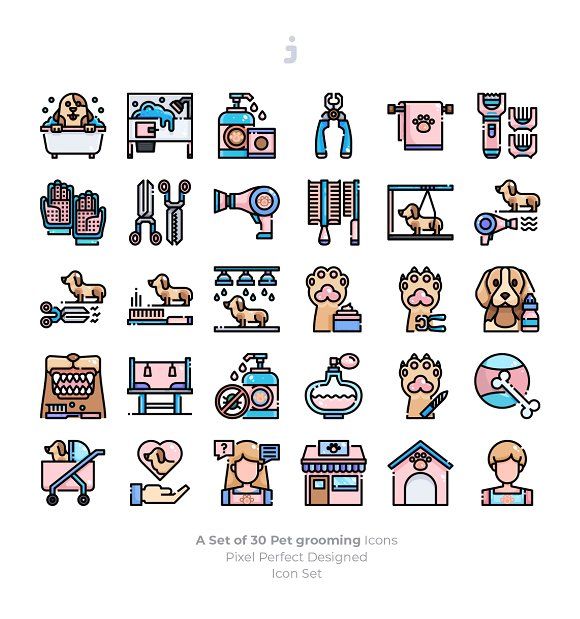 j
A Set of 30 Pet grooming Icons
Pixel Perfect Designed
Icon Set
?